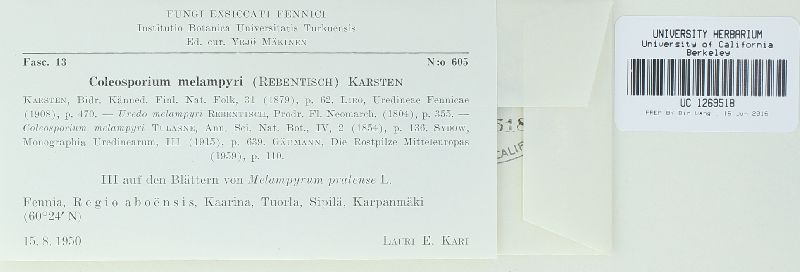 FUNGI EXSICCATI FENNICI
Institutio Botanica Universitatis Turkuensis
Ed. cur. YRJÖ MÄKINEN
Fasc. 13 N:o 605
Coleosporium melampyri (REBENTISCH) KARSTEN
KARSTEN, Bidr. Känned. Finl. Nat. Folk, 31 (1879), p. 62. LIRO, Uredineae Fennicae
(1908), p. 470. — Uredo melampyri REBENTISCH, Prodr. Fl. Neomarch. (1804), p. 355. —
Coleosporium melampyri TULASNE, Ann. Sci. Nat. Bot., IV, 2 (1854), p. 136. SYDOW,
Monographia Uredinearum, III (1915), p. 639. GÄUMANN, Die Rostpilze Mitteleuropas
(1959), p. 110.
III auf den Blättern von Melampyrum pratense L.
Fennia, Regio aboënsis, Kaarina, Tuorla, Sipilä, Karpanmäki
(60°24′ N)
15. 8. 1950 LAURI E. KARI
518
CALIF
UNIVERSITY HERBARIUM
University of California
Berkeley
UC 1268518